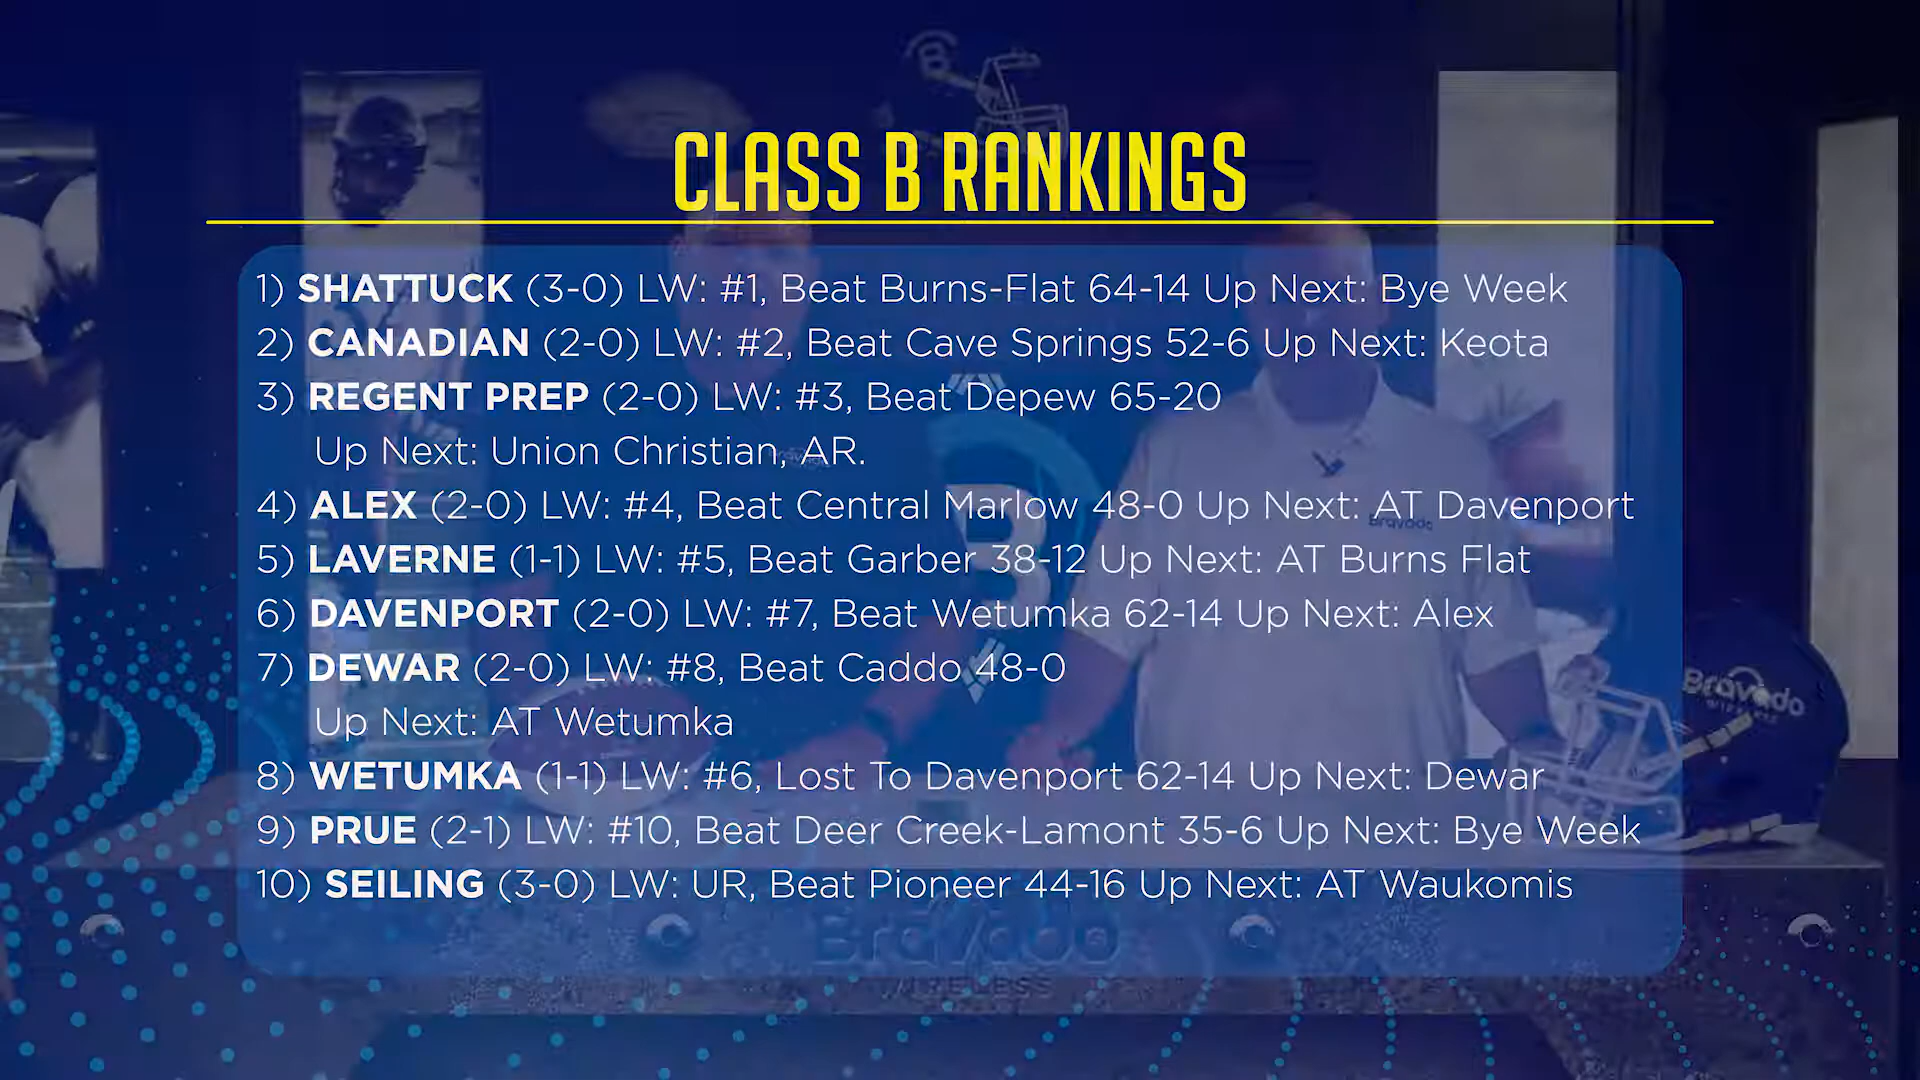 CLASS B RANKINGS
1) SHATTUCK (3-0) LW: #1, Beat Burns-Flat 64-14 Up Next: Bye Week
2) CANADIAN (2-0) LW: #2, Beat Cave Springs 52-6 Up Next: Keota
3) REGENT PREP (2-0) LW: #3, Beat Depew 65-20
Up Next: Union Christian, AR.
4) ALEX (2-0) LW: #4, Beat Central Marlow 48-0 Up Next: AT Davenport
Bravado
5) LAVERNE (1-1) LW: #5, Beat Garber 38-12 Up Next: AT Burns Flat
6) DAVENPORT (2-0) LW: #7, Beat Wetumka 62-14 Up Next: Alex
7) DEWAR (2-0) LW: #8, Beat Caddo 48-0
Bravado
WIRELESS
Up Next: AT Wetumka
8) WETUMKA (1-1) LW: #6, Lost To Davenport 62-14 Up Next: Dewar
9) PRUE (2-1) LW: #10, Beat Deer Creek-Lamont 35-6 Up Next: Bye Week
10) SEILING (3-0) LW: UR, Beat Pioneer 44-16 Up Next: AT Waukomis
Bravado
WIRELESS